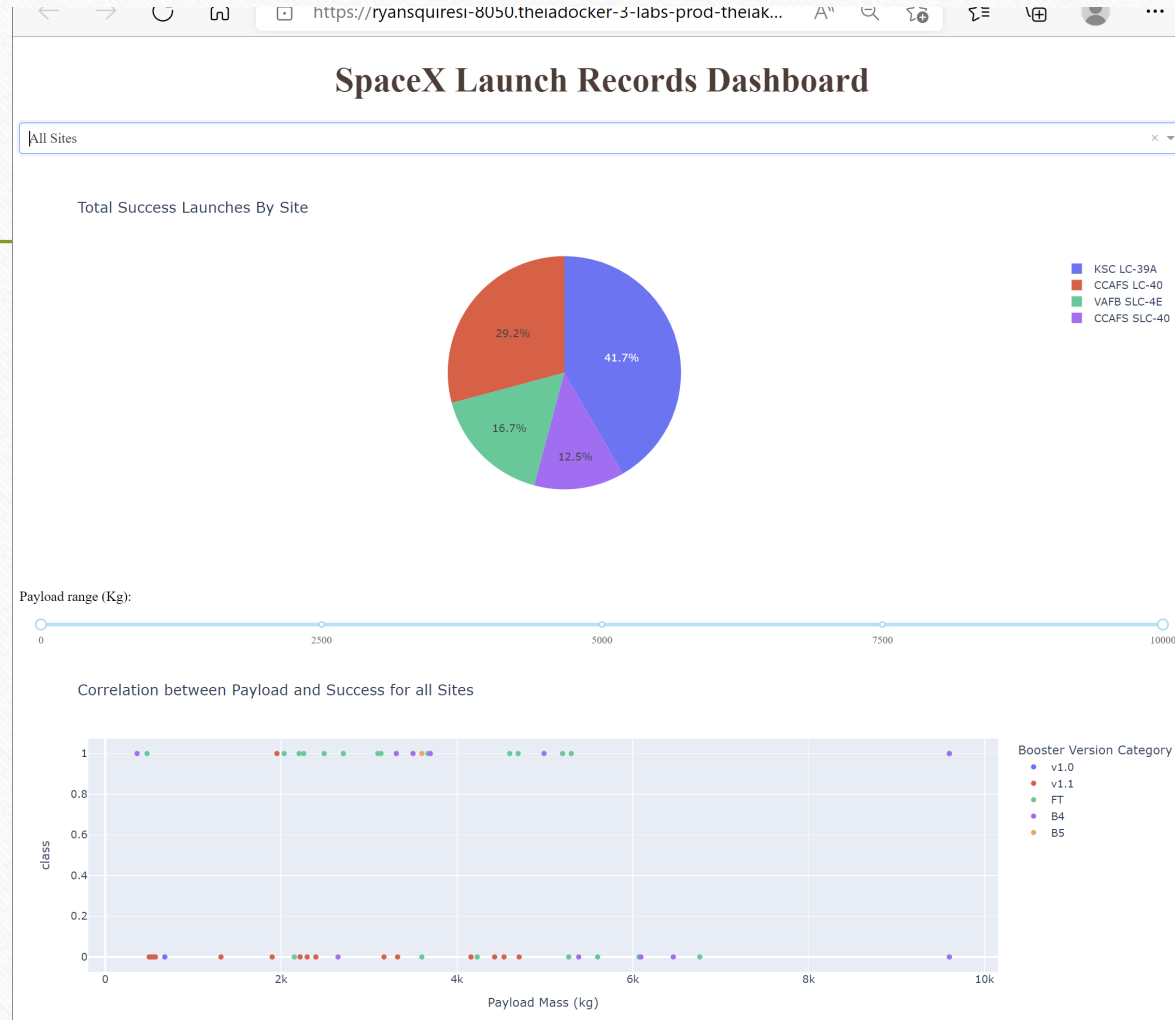 https://ryansquiresi-8050.theiadocker-3-labs-prod-theiak...
SpaceX Launch Records Dashboard
All Sites
Total Success Launches By Site
KSC LC-39A
CCAFS LC-40
VAFB SLC-4E
CCAFS SLC-40
29.2%
41.7%
16.7%
12.5%
Payload range (Kg):
0 2500 5000 7500 10000
Correlation between Payload and Success for all Sites
Booster Version Category
v1.0
v1.1
FT
B4
B5
1
0.8
0.6
0.4
0.2
0
class
0 2k 4k 6k 8k 10k
Payload Mass (kg)